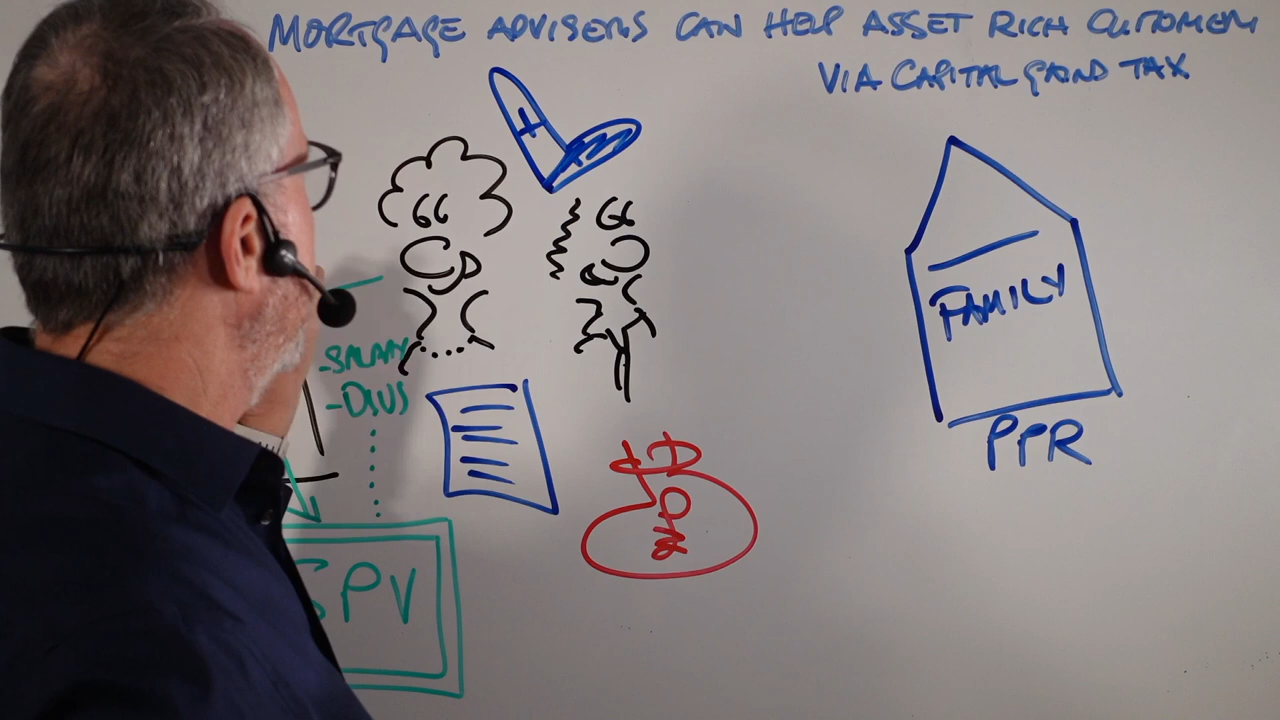 MORTGAGE ADVISERS CAN HELP ASSET RICH CUSTOMERS
VIA CAPITAL GAINS TAX
FAMILY
PPR
-SALARY
-DIVS
SPV